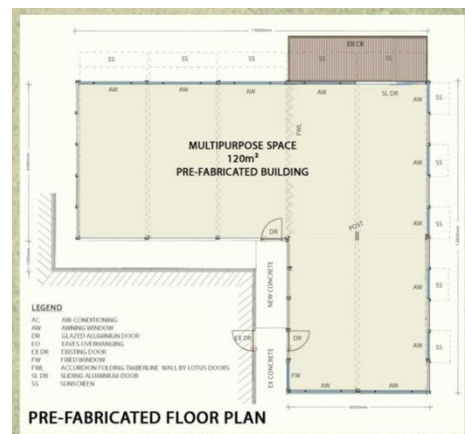 15000mm
DECK
SS SS SS SS SS
AW AW AW AW SL DR AW
SS
FWL
MULTIPURPOSE SPACE
120m²
PRE-FABRICATED BUILDING
AW
SS
POST
DR
AW
SS
NEW CONCRETE
AW
SS
EX DR
DR
EX CONCRETE
FW
AW
AW AW
6000mm
LEGEND
AC AIR-CONDITIONING
AW AWNING WINDOW
DR GLAZED ALUMINIUN DOOR
EO EAVES OVERHANGING
EX DR EXISTING DOOR
FW FIXED WINDOW
FWL ACCORDION FOLDING TIMBERLINE WALL BY LOTUS DOORS
SL DR SLIDING ALUMINIUM DOOR
SS SUNSCREEN
PRE-FABRICATED FLOOR PLAN